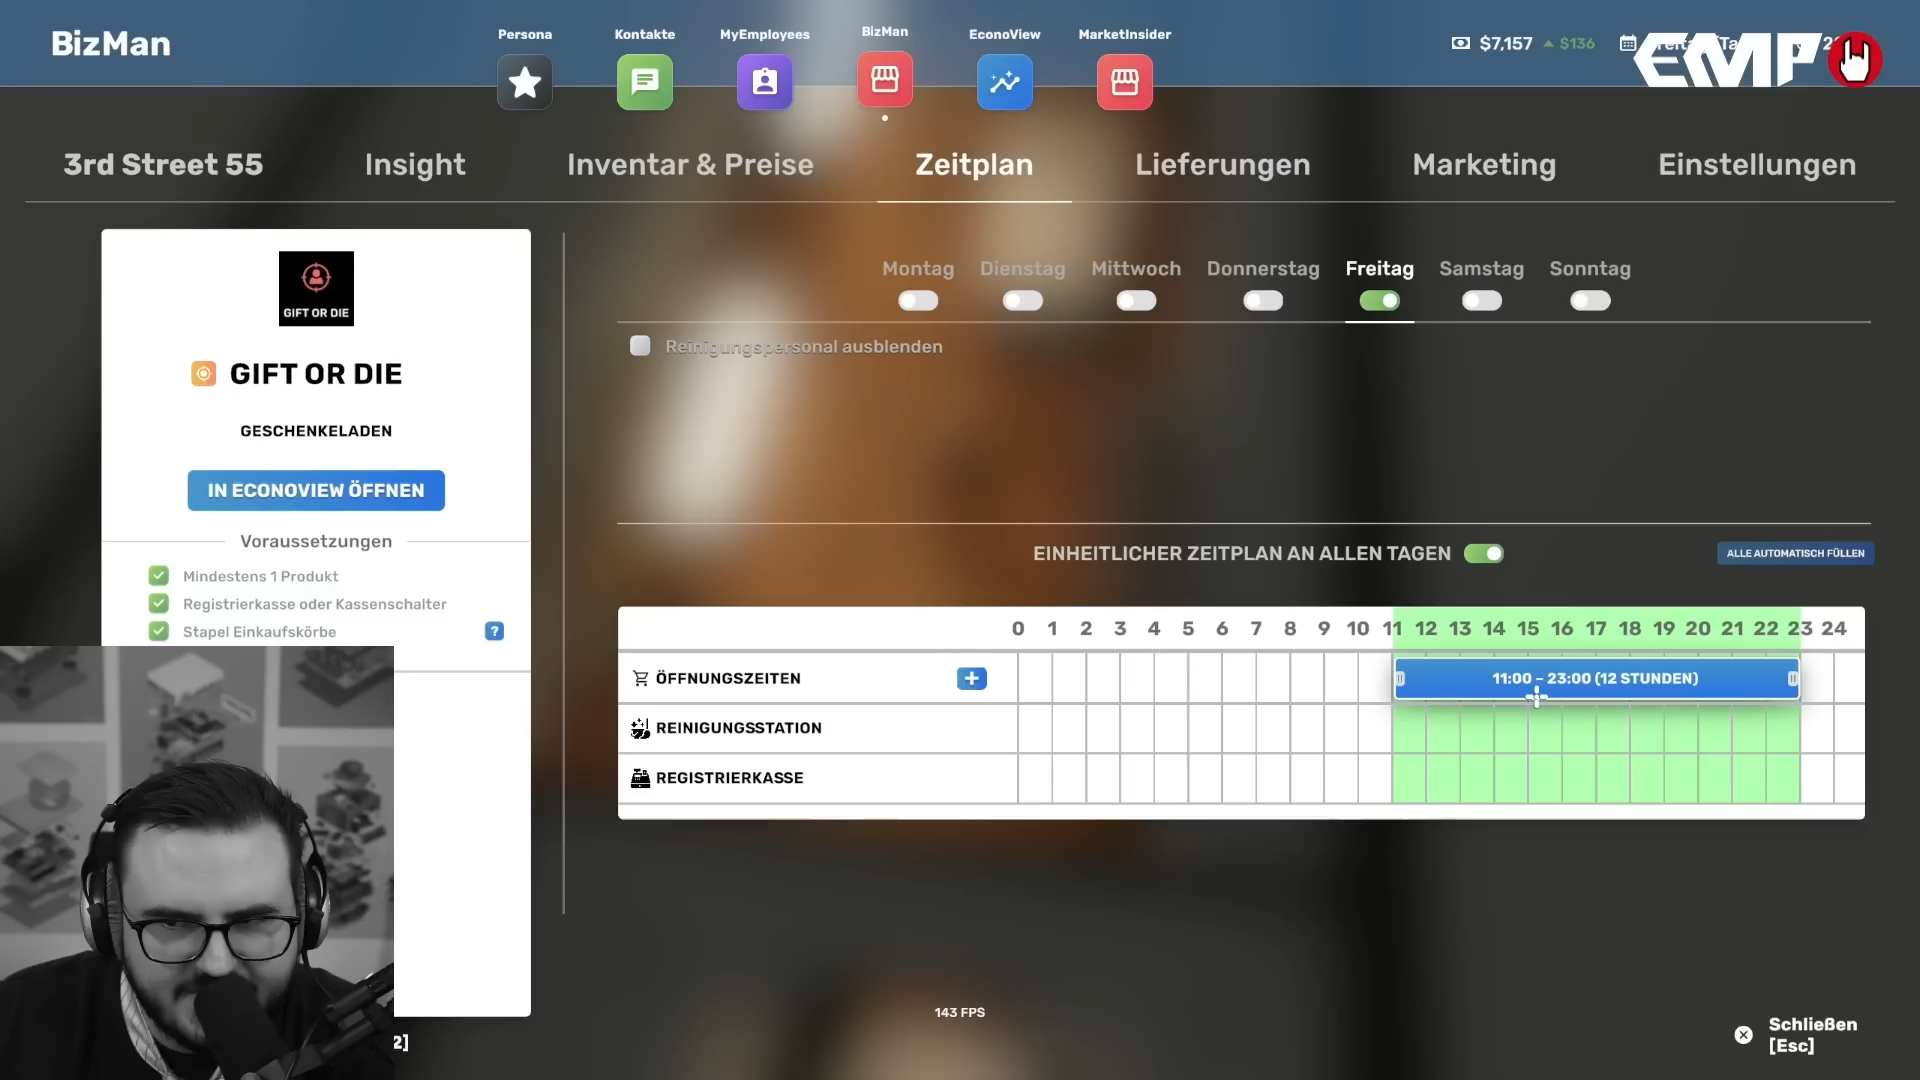 BizMan
Persona
Kontakte
MyEmployees
BizMan
EconoView
MarketInsider
$7,157
$136
EMP
3rd Street 55
Insight
Inventar & Preise
Zeitplan
Lieferungen
Marketing
Einstellungen
GIFT OR DIE
GIFT OR DIE
GESCHENKELADEN
IN ECONOVIEW ÖFFNEN
Voraussetzungen
Mindestens 1 Produkt
Registrierkasse oder Kassenschalter
Stapel Einkaufskörbe
?
Montag
Dienstag
Mittwoch
Donnerstag
Freitag
Samstag
Sonntag
Reinigungspersonal ausblenden
EINHEITLICHER ZEITPLAN AN ALLEN TAGEN
ALLE AUTOMATISCH FÜLLEN
0 1 2 3 4 5 6 7 8 9 10 11 12 13 14 15 16 17 18 19 20 21 22 23 24
ÖFFNUNGSZEITEN
11:00 – 23:00 (12 STUNDEN)
REINIGUNGSSTATION
REGISTRIERKASSE
143 FPS
2]
Schließen
[Esc]